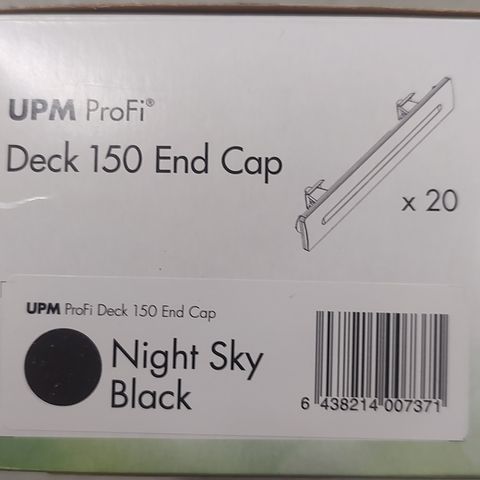 UPM ProFi®
Deck 150 End Cap
x 20
UPM ProFi Deck 150 End Cap
Night Sky
Black
6 438214 007371